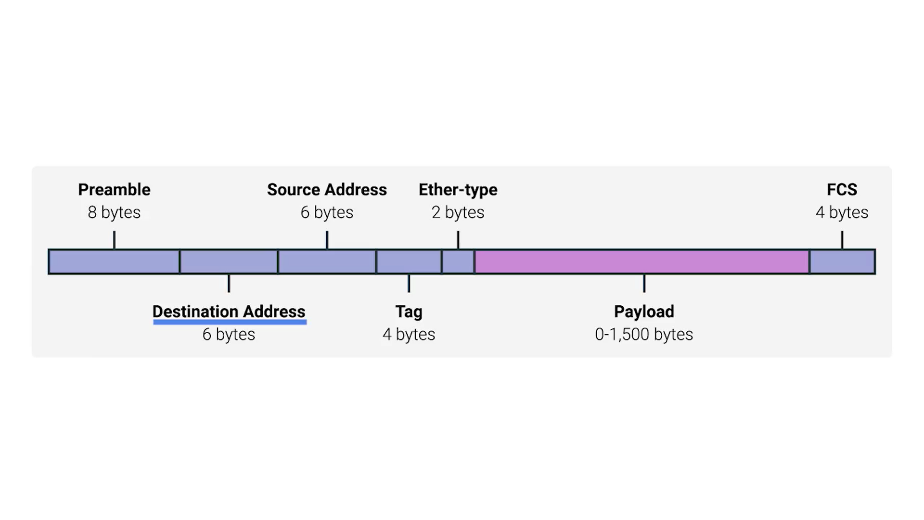 Preamble
8 bytes
Source Address
6 bytes
Ether-type
2 bytes
FCS
4 bytes
Destination Address
6 bytes
Tag
4 bytes
Payload
0-1,500 bytes